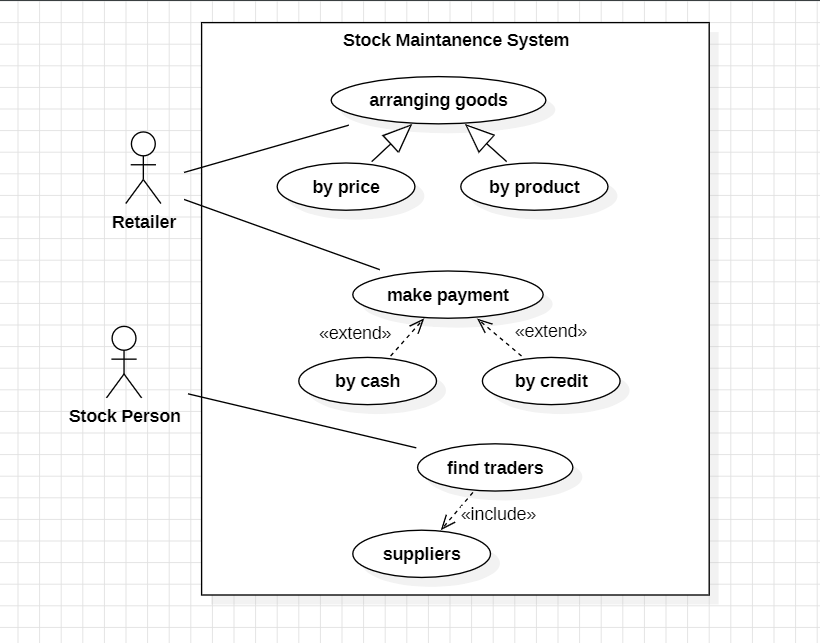 Stock Maintanence System
arranging goods
by price
by product
Retailer
make payment
«extend»
«extend»
by cash
by credit
Stock Person
find traders
«include»
suppliers